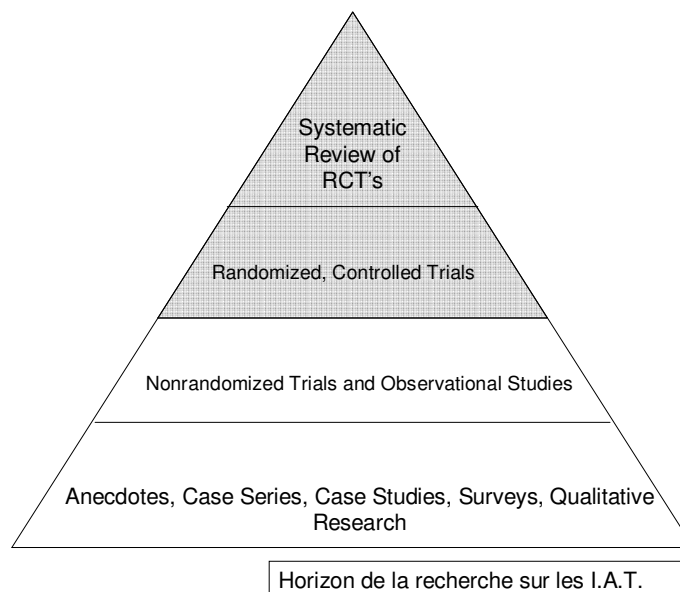 Systematic
Review of
RCT's
Randomized, Controlled Trials
Nonrandomized Trials and Observational Studies
Anecdotes, Case Series, Case Studies, Surveys, Qualitative
Research
Horizon de la recherche sur les I.A.T.